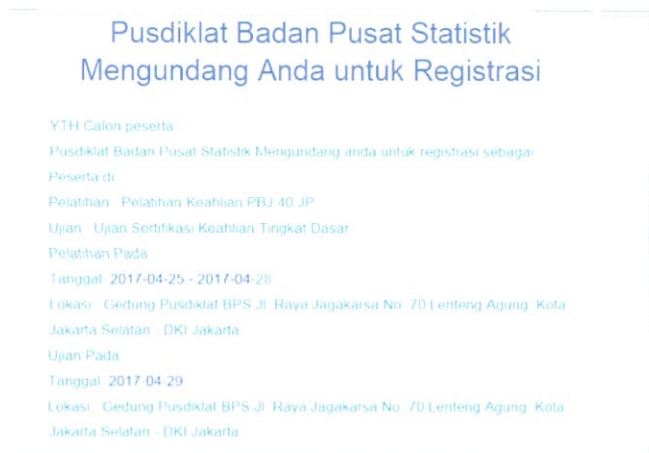 Pusdiklat Badan Pusat Statistik
Mengundang Anda untuk Registrasi
YTH Calon peserta
Pusdiklat Badan Pusat Statistik Mengundang anda untuk registrasi sebagai
Peserta di
Pelatihan : Pelatihan Keahlian PBJ 40 JP
Ujian : Ujian Sertifikasi Keahlian Tingkat Dasar
Pelatihan Pada
Tanggal: 2017-04-25 - 2017-04-28
Lokasi : Gedung Pusdiklat BPS Jl. Raya Jagakarsa No. 70 Lenteng Agung, Kota
Jakarta Selatan - DKI Jakarta
Ujian Pada
Tanggal: 2017-04-29
Lokasi : Gedung Pusdiklat BPS Jl. Raya Jagakarsa No. 70 Lenteng Agung, Kota
Jakarta Selatan - DKI Jakarta